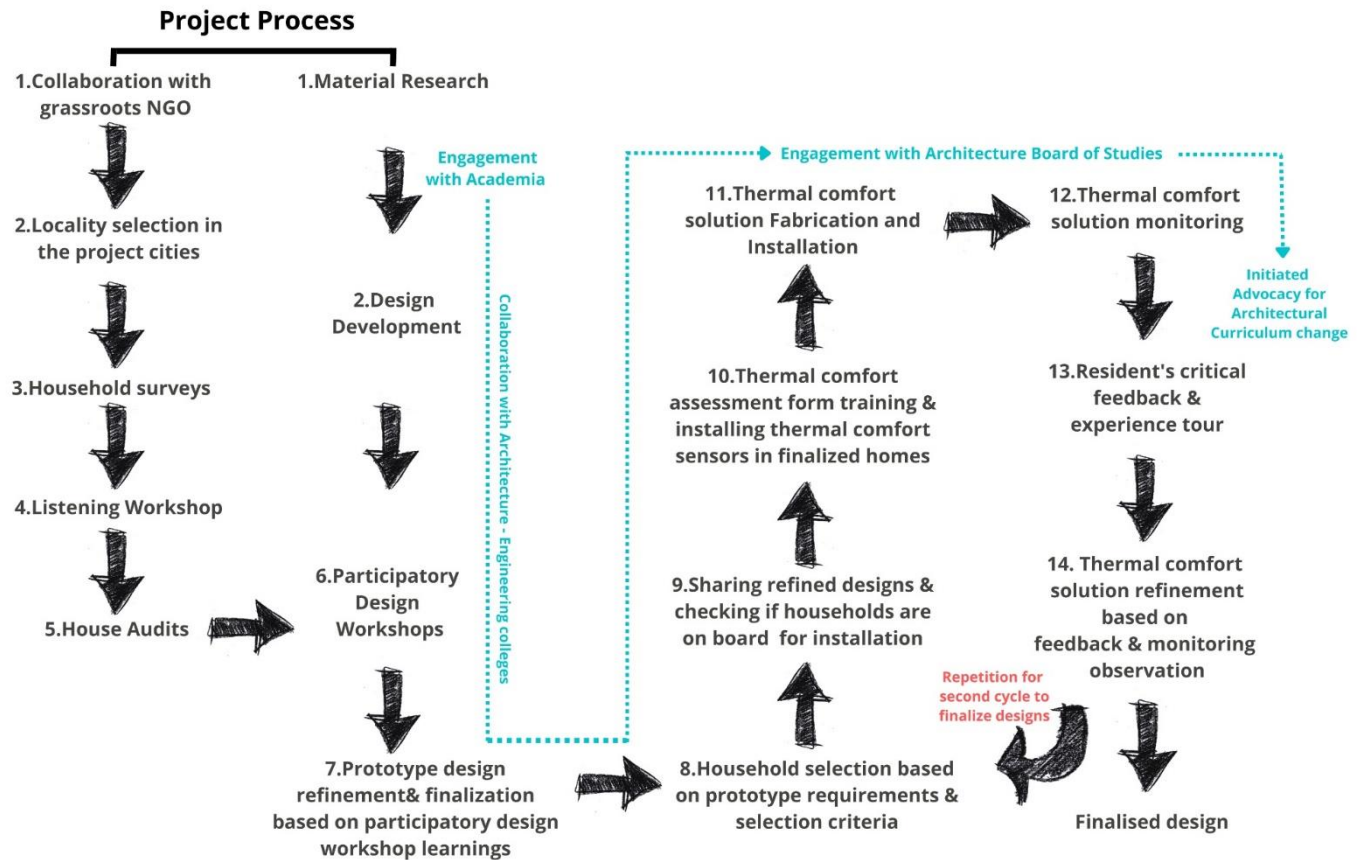 Project Process
1.Collaboration with
grassroots NGO
2.Locality selection in
the project cities
3.Household surveys
4.Listening Workshop
5.House Audits
1.Material Research
2.Design
Development
6.Participatory
Design
Workshops
7.Prototype design
refinement& finalization
based on participatory design
workshop learnings
Engagement
with Academia
Collaboration with Architecture - Engineering colleges
Engagement with Architecture Board of Studies
Initiated
Advocacy for
Architectural
Curriculum change
8.Household selection based
on prototype requirements &
selection criteria
9.Sharing refined designs &
checking if households are
on board for installation
10.Thermal comfort
assessment form training &
installing thermal comfort
sensors in finalized homes
11.Thermal comfort
solution Fabrication and
Installation
12.Thermal comfort
solution monitoring
13.Resident's critical
feedback &
experience tour
14. Thermal comfort
solution refinement
based on
feedback & monitoring
observation
Repetition for
second cycle to
finalize designs
Finalised design